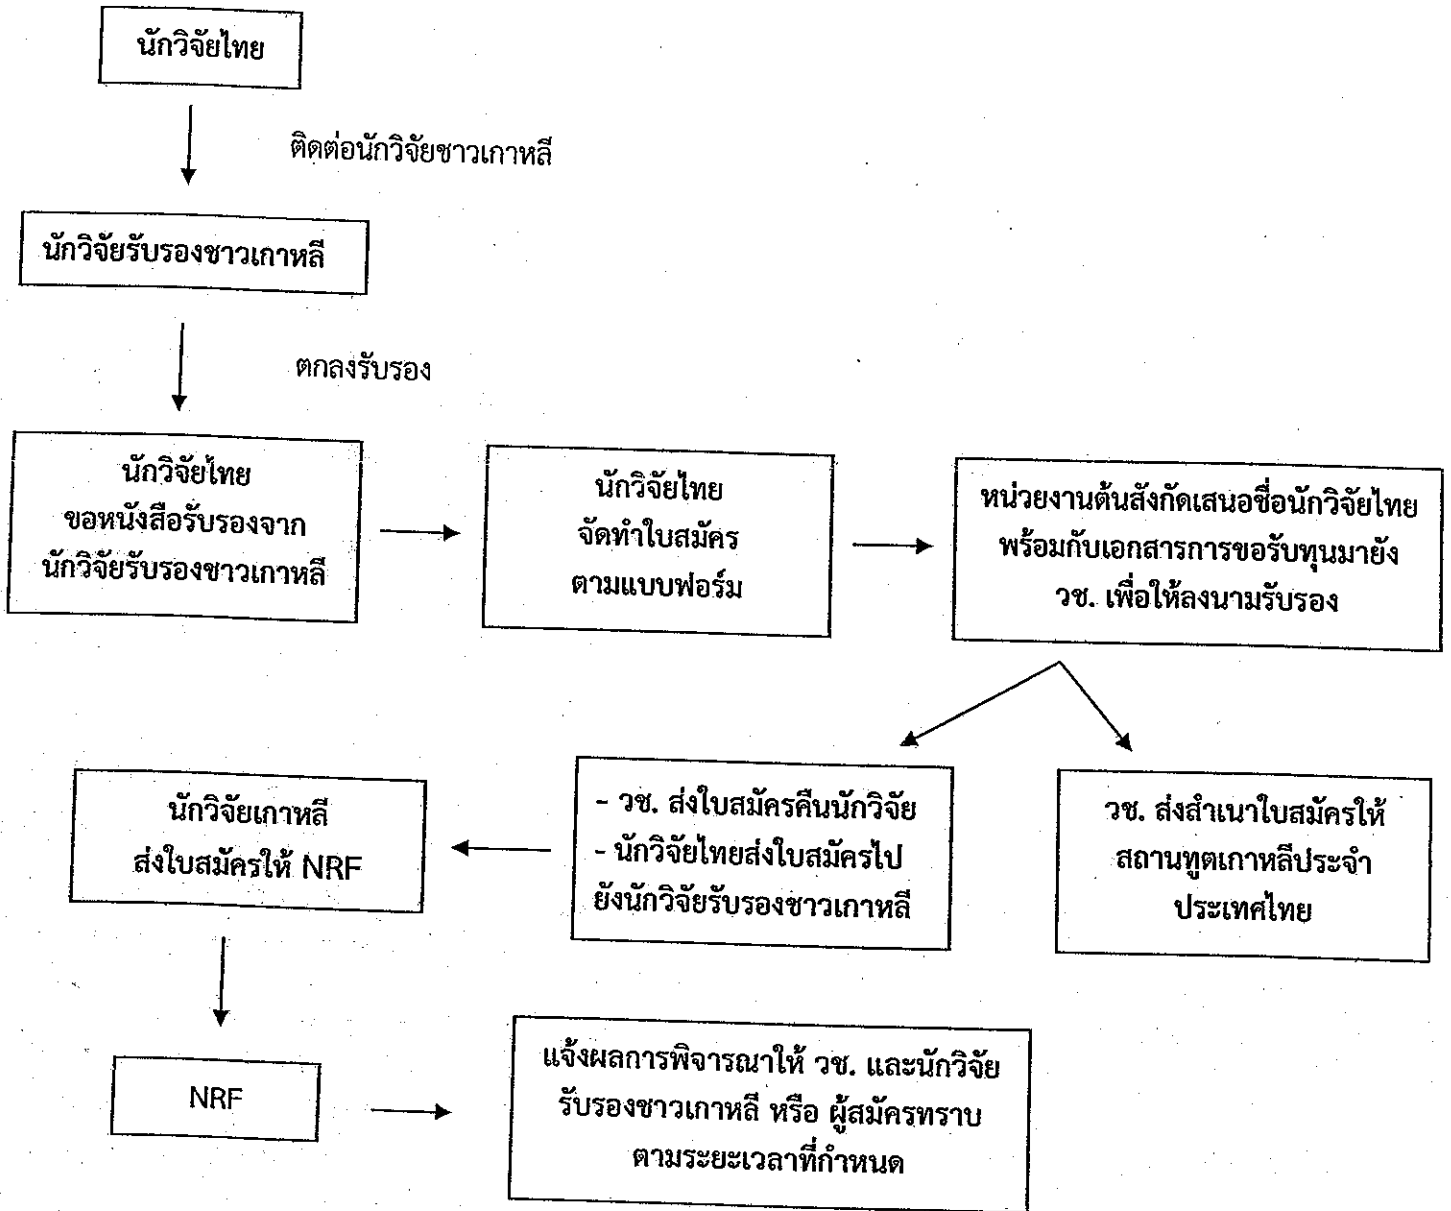 นักวิจัยไทย
ติดต่อนักวิจัยชาวเกาหลี
นักวิจัยรับรองชาวเกาหลี
ตกลงรับรอง
นักวิจัยไทย
ขอหนังสือรับรองจาก
นักวิจัยรับรองชาวเกาหลี
นักวิจัยไทย
จัดทำใบสมัคร
ตามแบบฟอร์ม
หน่วยงานต้นสังกัดเสนอชื่อนักวิจัยไทย
พร้อมกับเอกสารการขอรับทุนมายัง
วช. เพื่อให้ลงนามรับรอง
นักวิจัยเกาหลี
ส่งใบสมัครให้ NRF
- วช. ส่งใบสมัครคืนนักวิจัย
- นักวิจัยไทยส่งใบสมัครไป
ยังนักวิจัยรับรองชาวเกาหลี
วช. ส่งสำเนาใบสมัครให้
สถานทูตเกาหลีประจำ
ประเทศไทย
NRF
แจ้งผลการพิจารณาให้ วช. และนักวิจัย
รับรองชาวเกาหลี หรือ ผู้สมัครทราบ
ตามระยะเวลาที่กำหนด